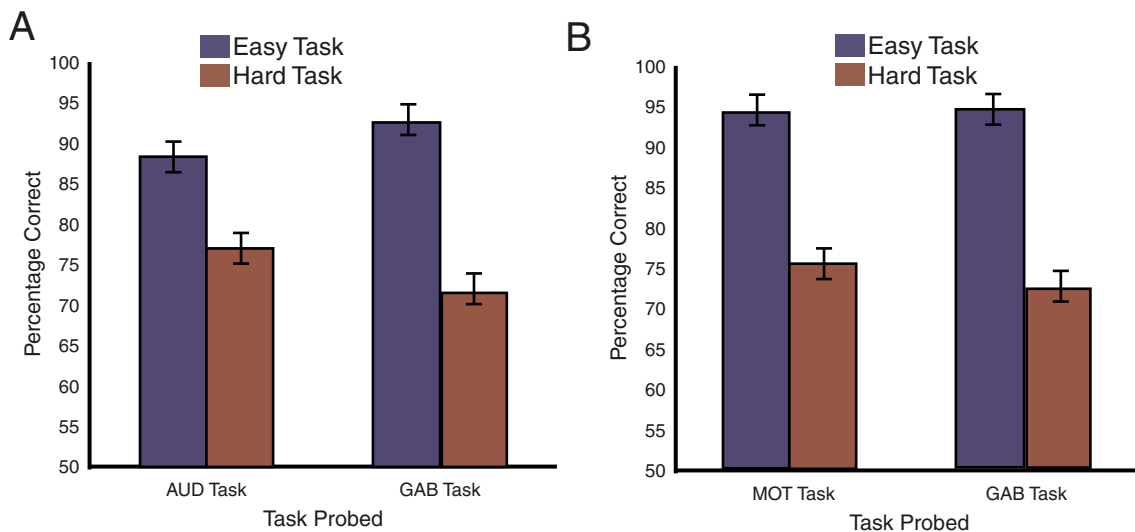 A
Easy Task
Hard Task
100
95
90
85
80
75
70
65
60
55
50
Percentage Correct
AUD Task
GAB Task
Task Probed
B
Easy Task
Hard Task
100
95
90
85
80
75
70
65
60
55
50
Percentage Correct
MOT Task
GAB Task
Task Probed